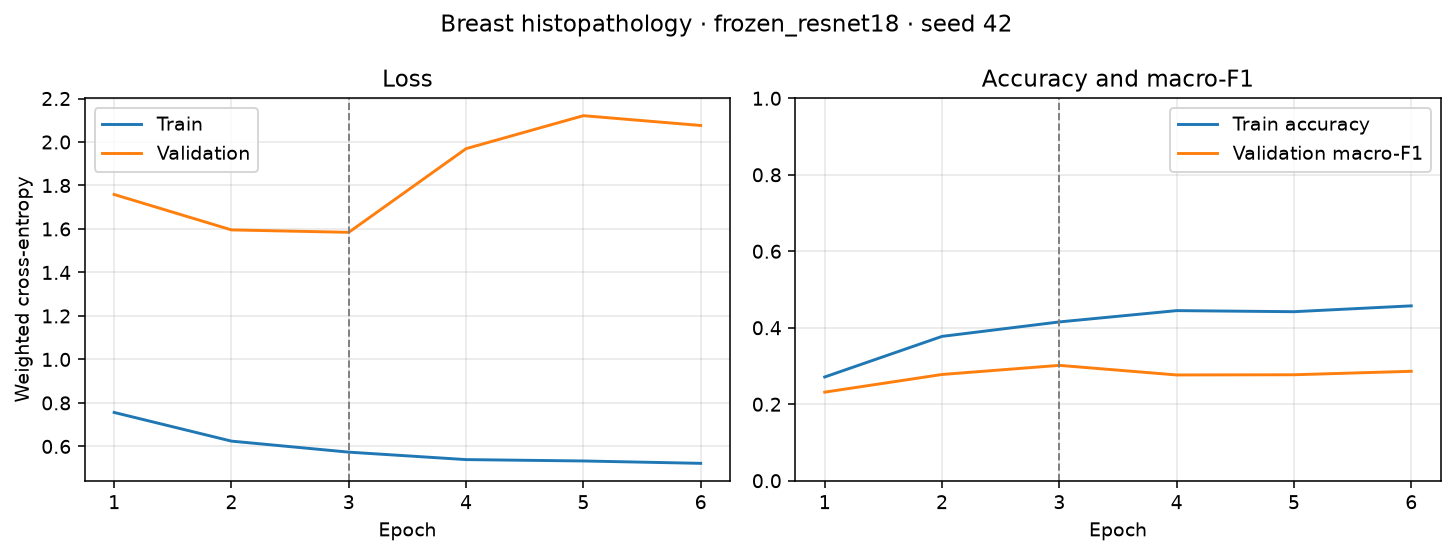 Breast histopathology · frozen_resnet18 · seed 42
Loss
Weighted cross-entropy
2.2
2.0
1.8
1.6
1.4
1.2
1.0
0.8
0.6
Train
Validation
1 2 3 4 5 6
Epoch
Accuracy and macro-F1
1.0
0.8
0.6
0.4
0.2
0.0
Train accuracy
Validation macro-F1
1 2 3 4 5 6
Epoch